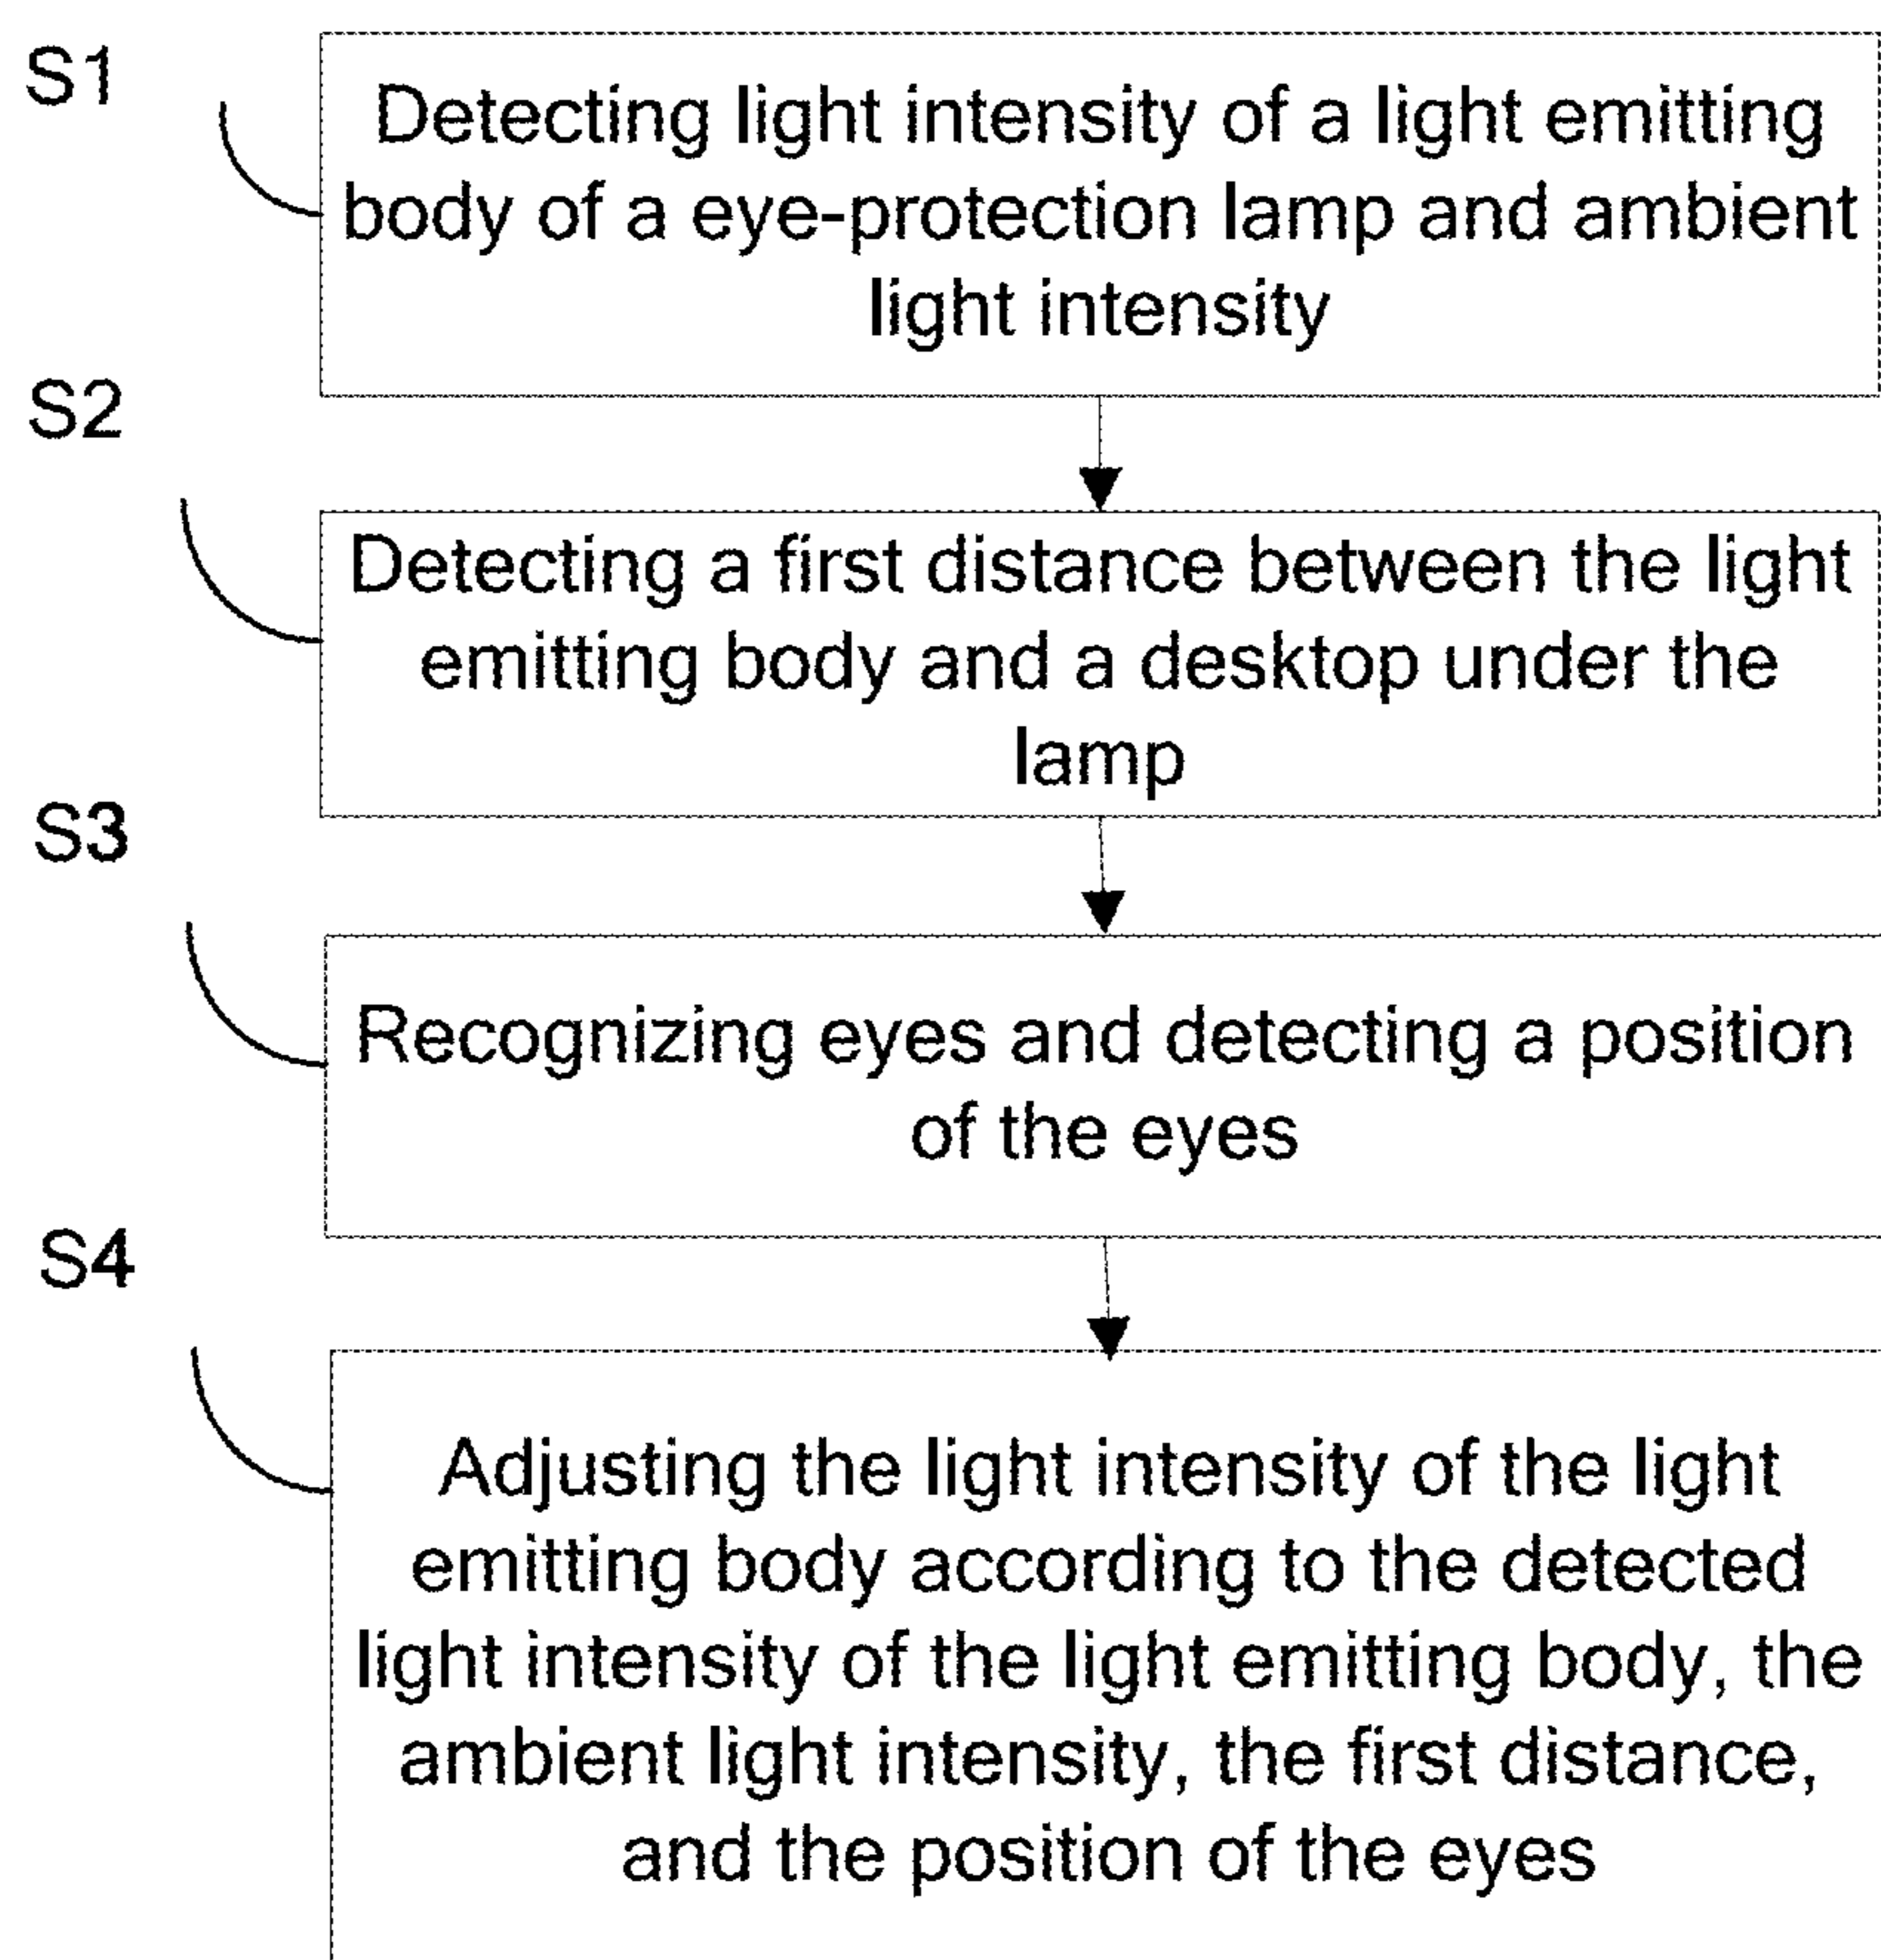 S1
Detecting light intensity of a light emitting
body of a eye-protection lamp and ambient
light intensity
S2
Detecting a first distance between the light
emitting body and a desktop under the
lamp
S3
Recognizing eyes and detecting a position
of the eyes
S4
Adjusting the light intensity of the light
emitting body according to the detected
light intensity of the light emitting body, the
ambient light intensity, the first distance,
and the position of the eyes